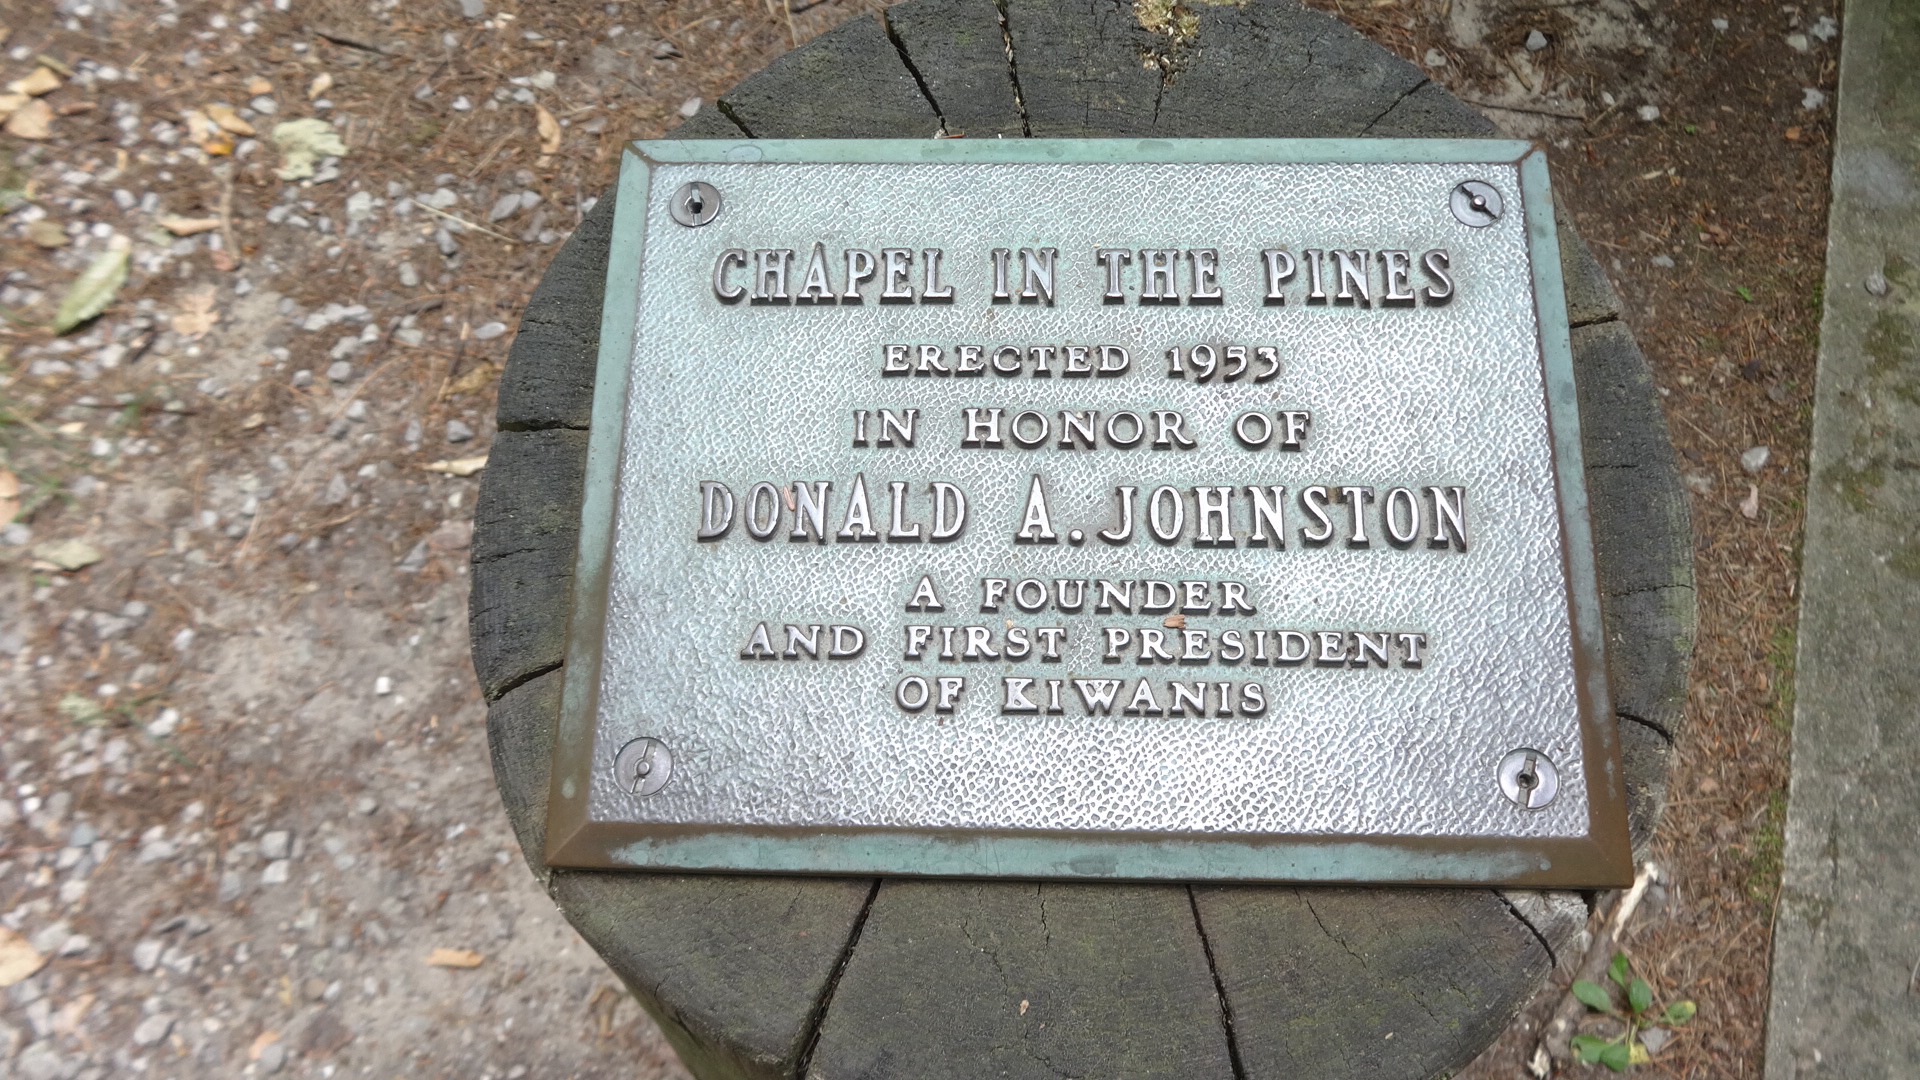 CHAPEL IN THE PINES
ERECTED 1953
IN HONOR OF
DONALD A. JOHNSTON
A FOUNDER
AND FIRST PRESIDENT
OF KIWANIS